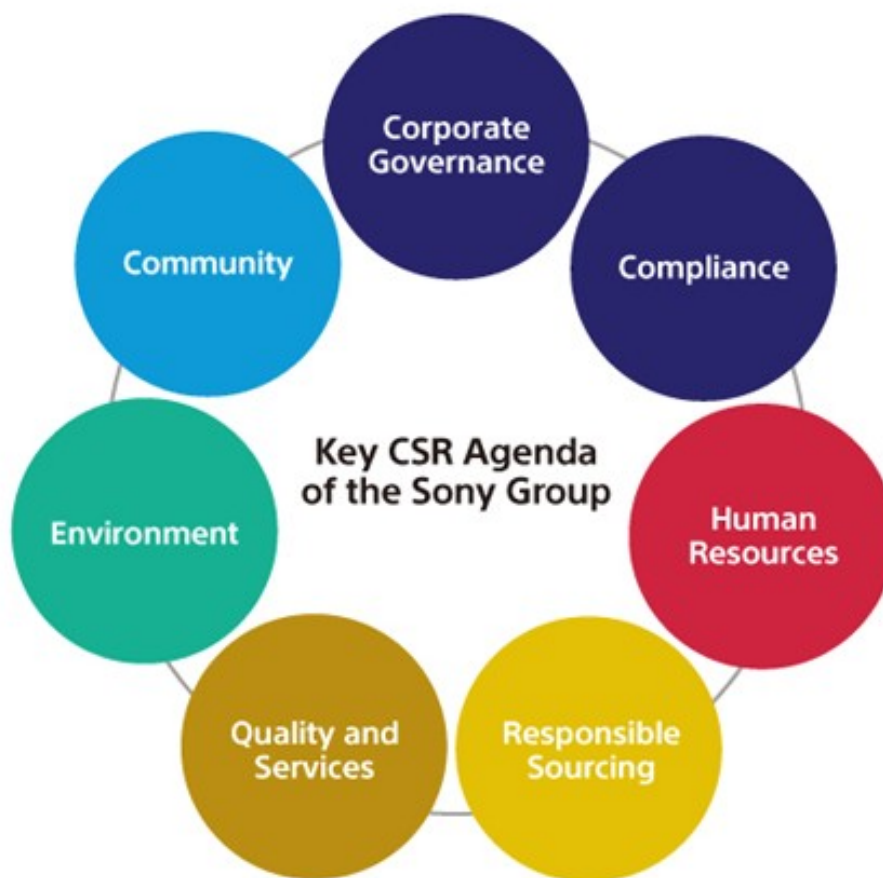 Corporate
Governance
Compliance
Human
Resources
Responsible
Sourcing
Quality and
Services
Environment
Community
Key CSR Agenda
of the Sony Group